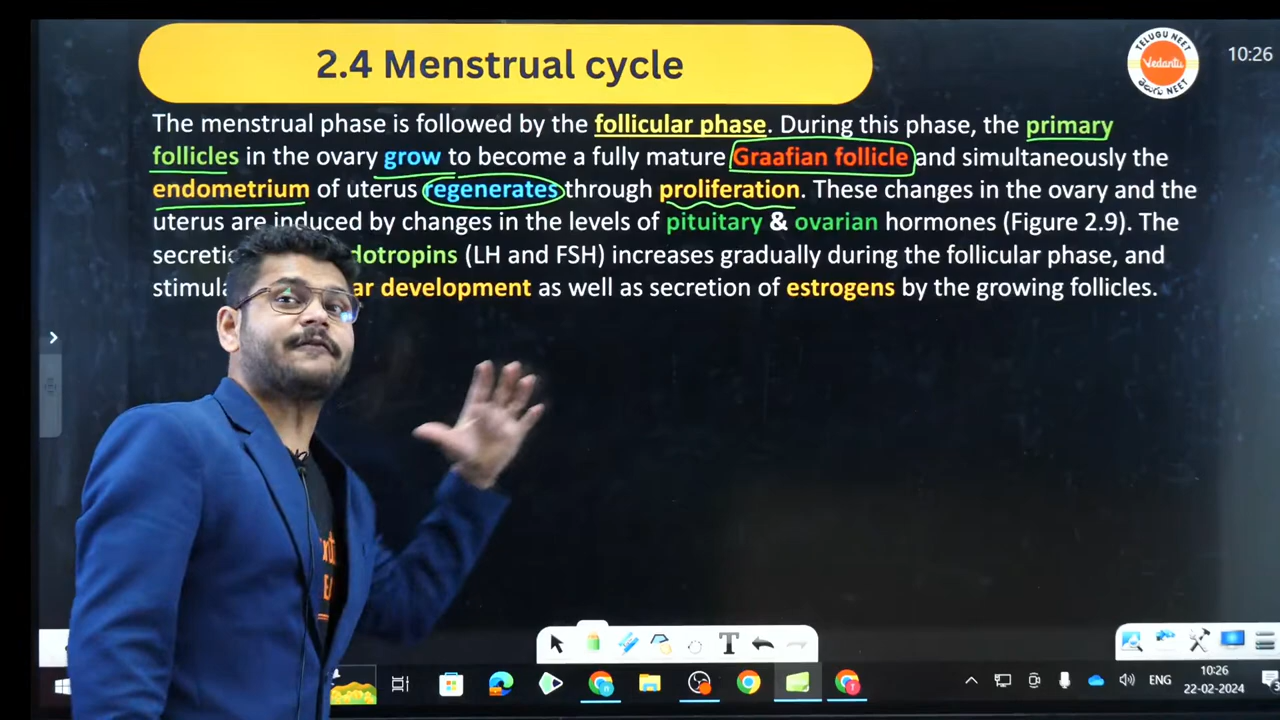 2.4 Menstrual cycle
TELUGU NEET
Vedantu
తెలుగు NEET
10:26
The menstrual phase is followed by the follicular phase. During this phase, the primary
follicles in the ovary grow to become a fully mature Graafian follicle and simultaneously the
endometrium of uterus regenerates through proliferation. These changes in the ovary and the
uterus are induced by changes in the levels of pituitary & ovarian hormones (Figure 2.9). The
dotropins (LH and FSH) increases gradually during the follicular phase, and
development as well as secretion of estrogens by the growing follicles.
T
ENG
10:26
22-02-2024